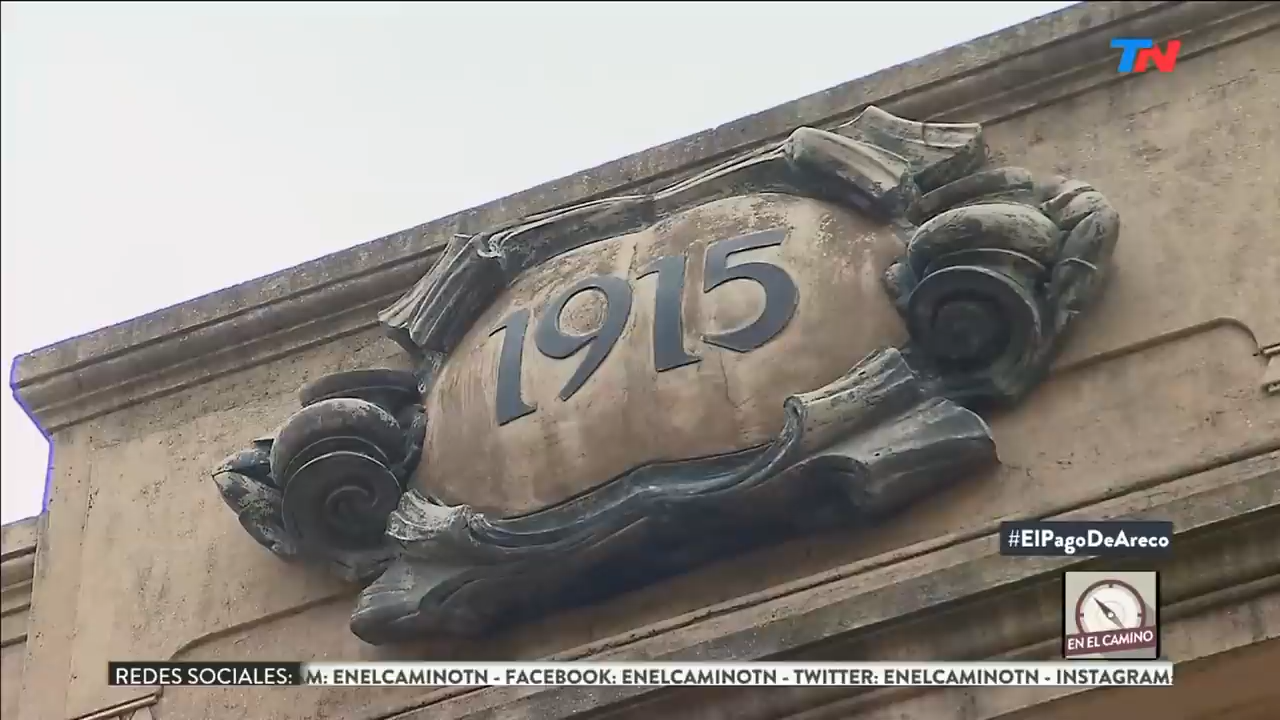 TN
1915
#ElPagoDeAreco
EN EL CAMINO
REDES SOCIALES: M: ENELCAMINOTN - FACEBOOK: ENELCAMINOTN - TWITTER: ENELCAMINOTN - INSTAGRAM: